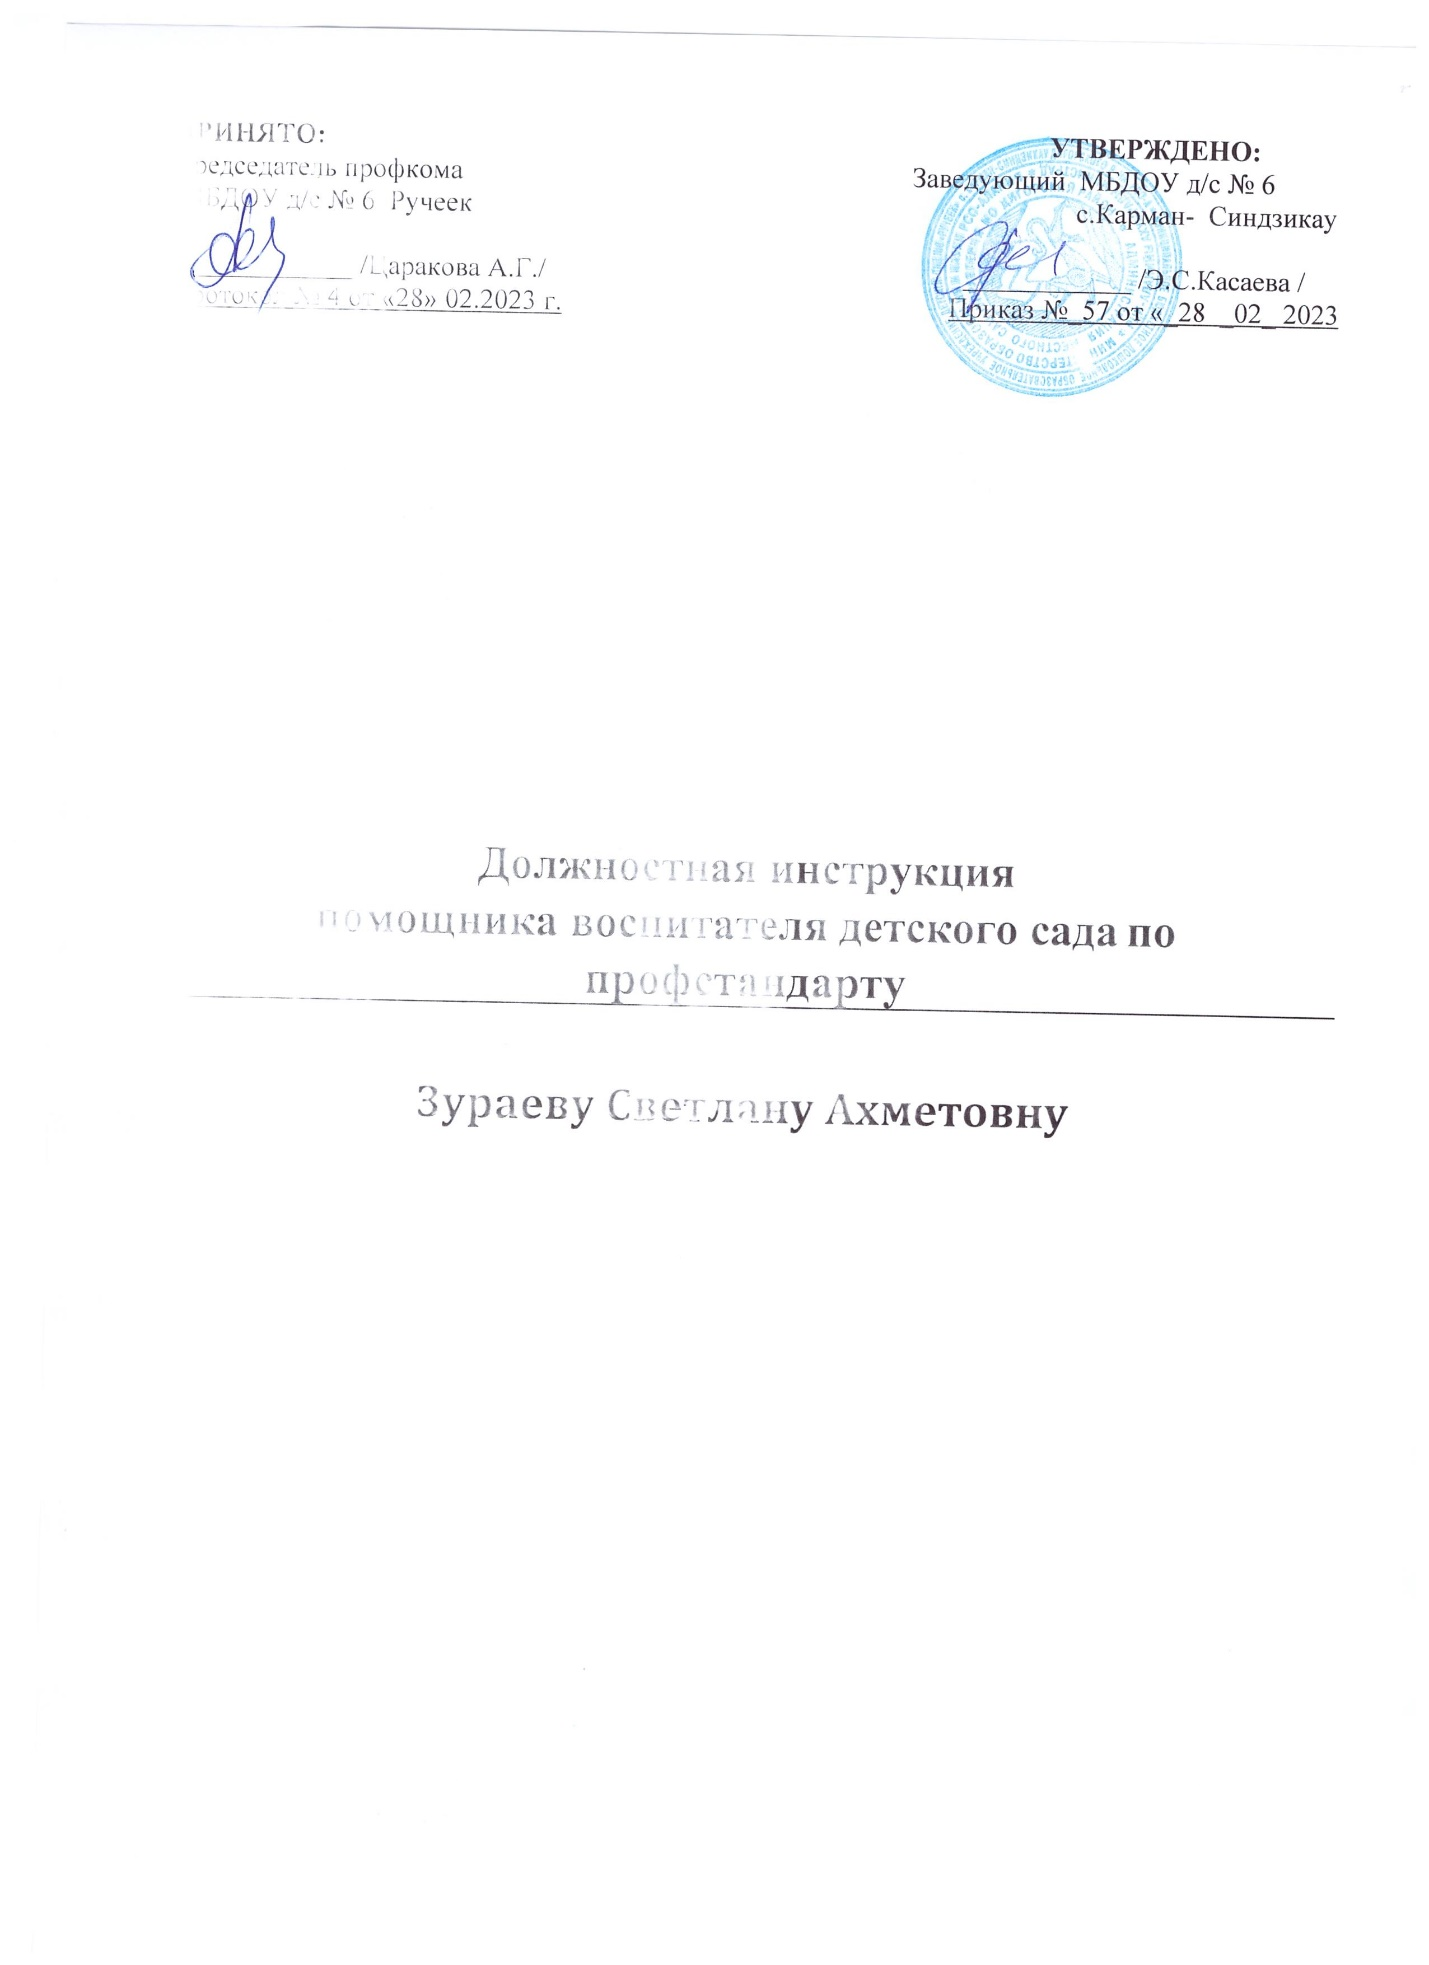 РИНЯТО:
редседатель профкома
БДОУ д/с № 6 Ручеек
/Царакова А.Г./
оток № 4 от «28» 02.2023 г.
УТВЕРЖДЕНО:
Заведующий МБДОУ д/с № 6
с.Карман- Синдзикау
/Э.С.Касаева /
Приказ № 57 от « 28 02 2023
Должностная инструкция
помощника воспитателя детского сада по
профстандарту
Зураеву Светлану Ахметовну